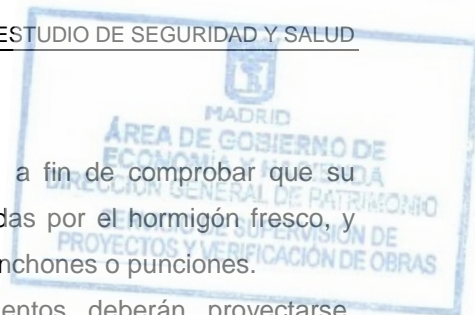 ESTUDIO DE SEGURIDAD Y SALUD
MADRID
ÁREA DE GOBIERNO DE
ECONOMÍA Y HACIENDA
DIRECCIÓN GENERAL DE PATRIMONIO
SERVICIO DE SUPERVISIÓN DE
PROYECTOS Y VERIFICACIÓN DE OBRAS
a fin de comprobar que su
das por el hormigón fresco, y
nchones o punciones.
entos deberán proyectarse